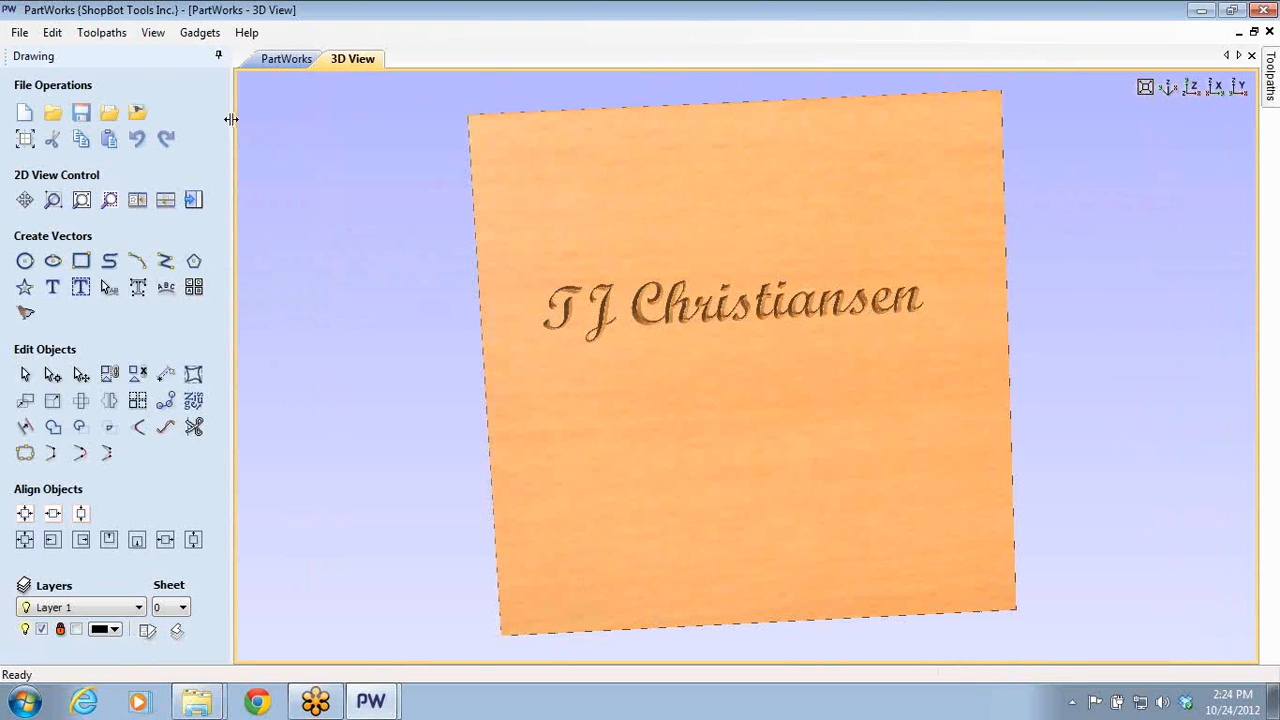 PW PartWorks {ShopBot Tools Inc.} - [PartWorks - 3D View]
File Edit Toolpaths View Gadgets Help
Drawing
PartWorks 3D View
Toolpaths
File Operations
2D View Control
Create Vectors
Edit Objects
Align Objects
Layers Sheet
Layer 1 0
T J Christiansen
Ready
PW
2:24 PM
10/24/2012